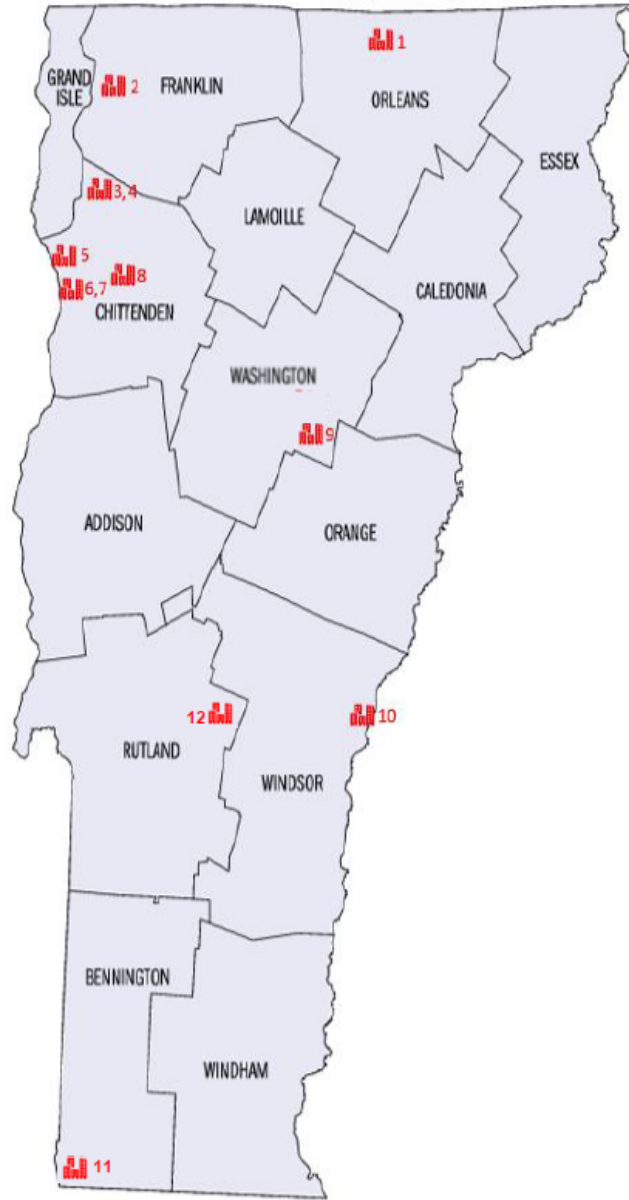 1
GRAND
ISLE
2
FRANKLIN
ORLEANS
ESSEX
3,4
LAMOILLE
5
8
6,7
CHITTENDEN
CALEDONIA
WASHINGTON
9
ADDISON
ORANGE
12
10
RUTLAND
WINDSOR
BENNINGTON
WINDHAM
11